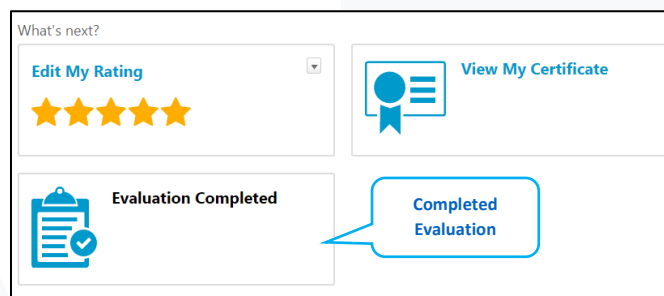 What's next?
Edit My Rating
View My Certificate
Evaluation Completed
Completed
Evaluation